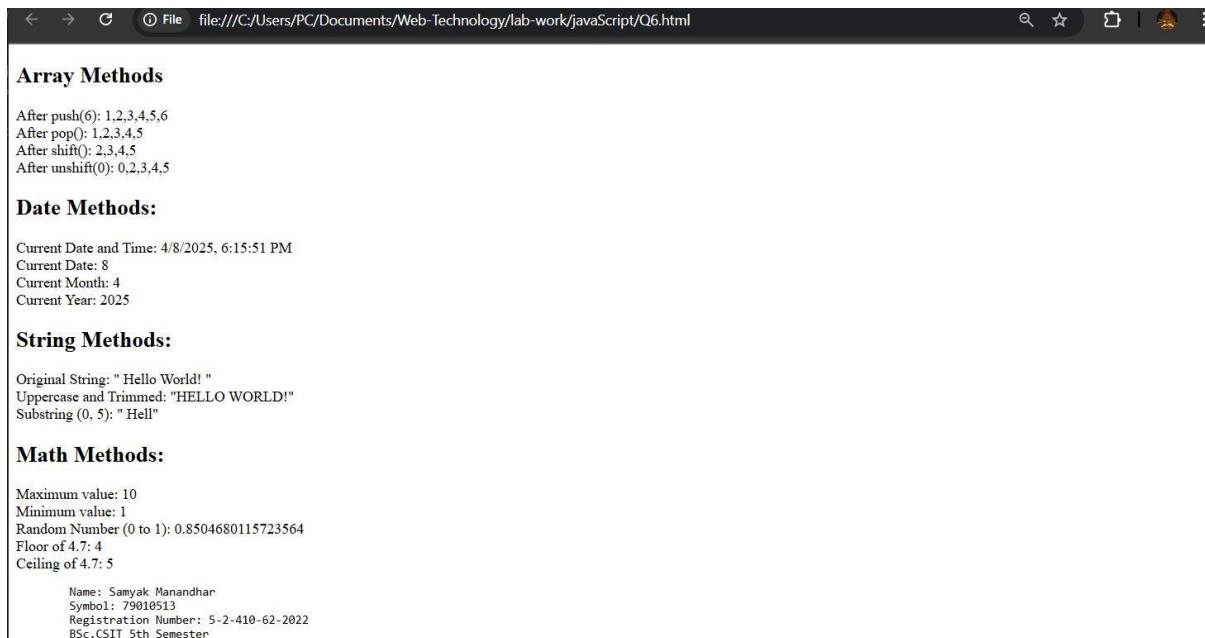 File file:///C:/Users/PC/Documents/Web-Technology/lab-work/javaScript/Q6.html
Array Methods
After push(6): 1,2,3,4,5,6
After pop(): 1,2,3,4,5
After shift(): 2,3,4,5
After unshift(0): 0,2,3,4,5
Date Methods:
Current Date and Time: 4/8/2025, 6:15:51 PM
Current Date: 8
Current Month: 4
Current Year: 2025
String Methods:
Original String: " Hello World! "
Uppercase and Trimmed: "HELLO WORLD!"
Substring (0, 5): " Hell"
Math Methods:
Maximum value: 10
Minimum value: 1
Random Number (0 to 1): 0.8504680115723564
Floor of 4.7: 4
Ceiling of 4.7: 5
Name: Samyak Manandhar
Symbol: 79010513
Registration Number: 5-2-410-62-2022
BSc.CSIT 5th Semester